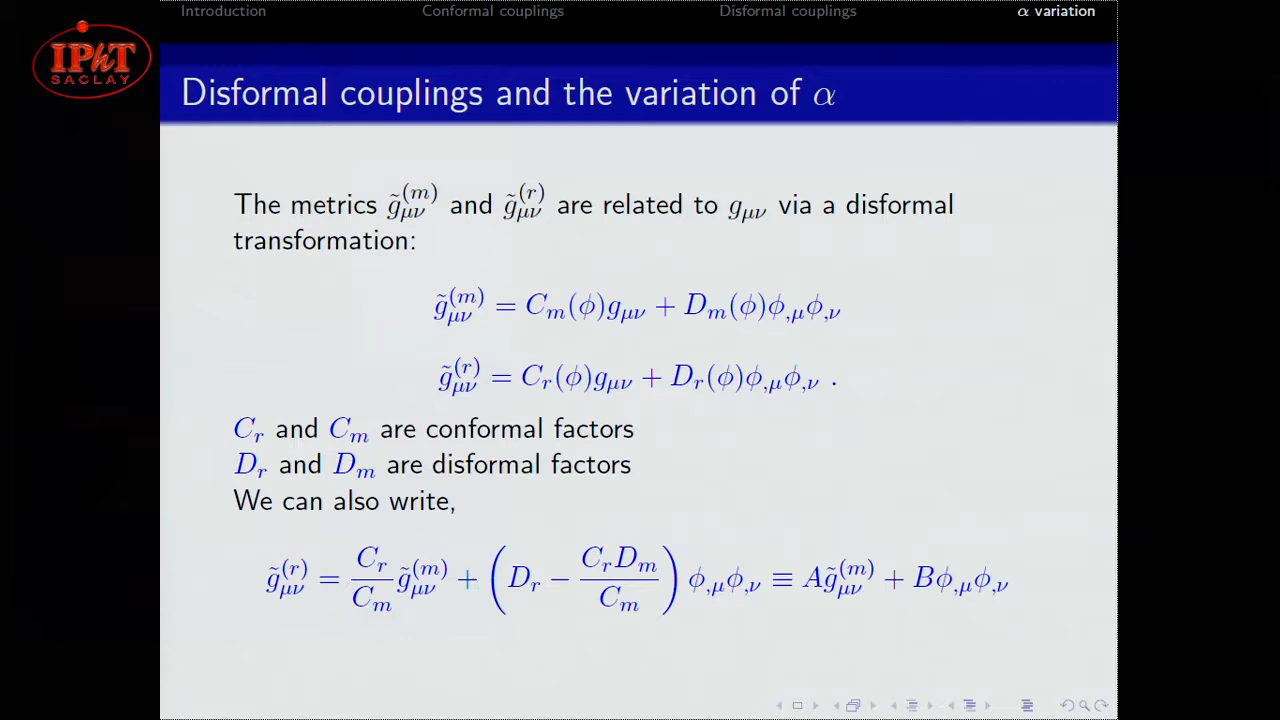 Introduction Conformal couplings Disformal couplings α variation
IPhT
SACLAY
Disformal couplings and the variation of α
The metrics g̃_{μν}^{(m)} and g̃_{μν}^{(r)} are related to g_{μν} via a disformal
transformation:
g̃_{μν}^{(m)} = C_m(ϕ)g_{μν} + D_m(ϕ)ϕ_{,μ}ϕ_{,ν}
g̃_{μν}^{(r)} = C_r(ϕ)g_{μν} + D_r(ϕ)ϕ_{,μ}ϕ_{,ν} .
C_r and C_m are conformal factors
D_r and D_m are disformal factors
We can also write,
g̃_{μν}^{(r)} = \frac{C_r}{C_m} g̃_{μν}^{(m)} + (D_r − \frac{C_r D_m}{C_m}) ϕ_{,μ}ϕ_{,ν} ≡ Ag̃_{μν}^{(m)} + Bϕ_{,μ}ϕ_{,ν}